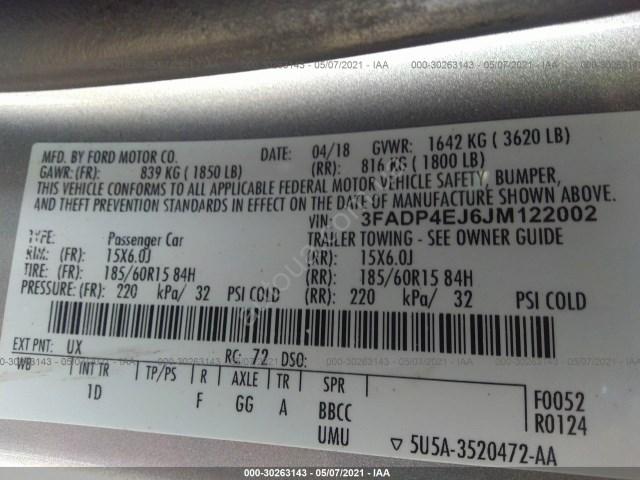 000-30263143 - 05/07/2021 - IAA 000-30263143 - 05/07/2021 - IAA
MFD. BY FORD MOTOR CO. DATE: 04/18 GVWR: 1642 KG ( 3620 LB)
GAWR: (FR): 839 KG ( 1850 LB) (RR): 816 KG ( 1800 LB)
THIS VEHICLE CONFORMS TO ALL APPLICABLE FEDERAL MOTOR VEHICLE SAFETY, BUMPER,
AND THEFT PREVENTION STANDARDS IN EFFECT ON THE DATE OF MANUFACTURE SHOWN ABOVE.
VIN: 3FADP4EJ6JM122002
TYPE: Passenger Car TRAILER TOWING - SEE OWNER GUIDE
RIM: (FR): 15X6.0J (RR): 15X6.0J
TIRE: (FR): 185/60R15 84H (RR): 185/60R15 84H
PRESSURE: (FR): 220 kPa/ 32 PSI COLD (RR): 220 kPa/ 32 PSI COLD
EXT PNT: UX RC: 72 DSO:
000-30263143 - 05/07/2021 - IAA 000-30263143 - 05/07/2021 - IAA
WB INT TR TP/PS R AXLE TR SPR
1D F GG A BBCC
UMU
F0052
R0124
▽ 5U5A-3520472-AA
000-30263143 - 05/07/2021 - IAA